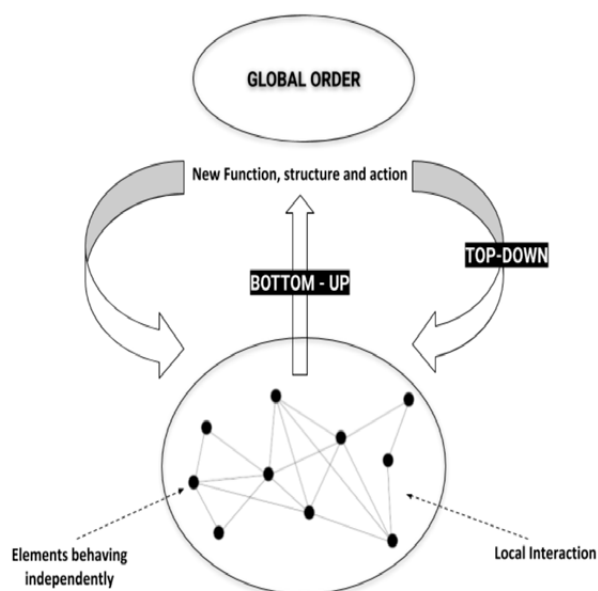 GLOBAL ORDER
New Function, structure and action
TOP-DOWN
BOTTOM - UP
Elements behaving
independently
Local Interaction